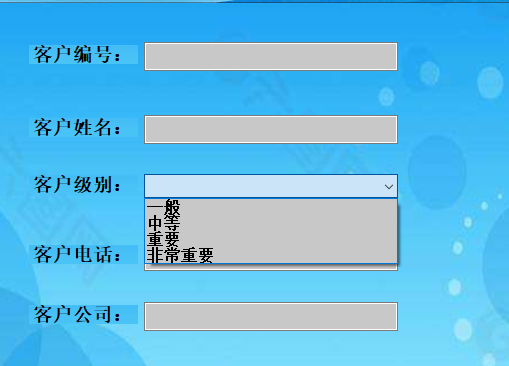 客户编号：
客户姓名：
客户级别：
一般
中等
重要
非常重要
客户电话：
客户公司：